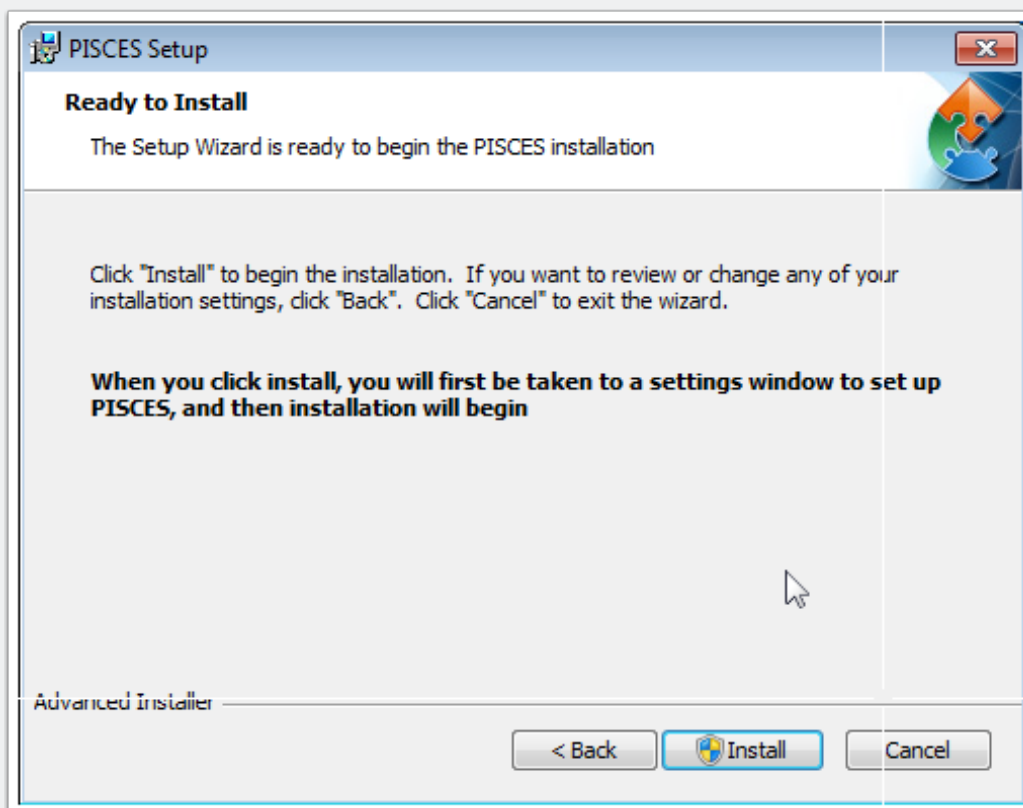 PISCES Setup
Ready to Install
The Setup Wizard is ready to begin the PISCES installation
Click "Install" to begin the installation. If you want to review or change any of your
installation settings, click "Back". Click "Cancel" to exit the wizard.
When you click install, you will first be taken to a settings window to set up
PISCES, and then installation will begin
Advanced Installer
< Back
Install
Cancel